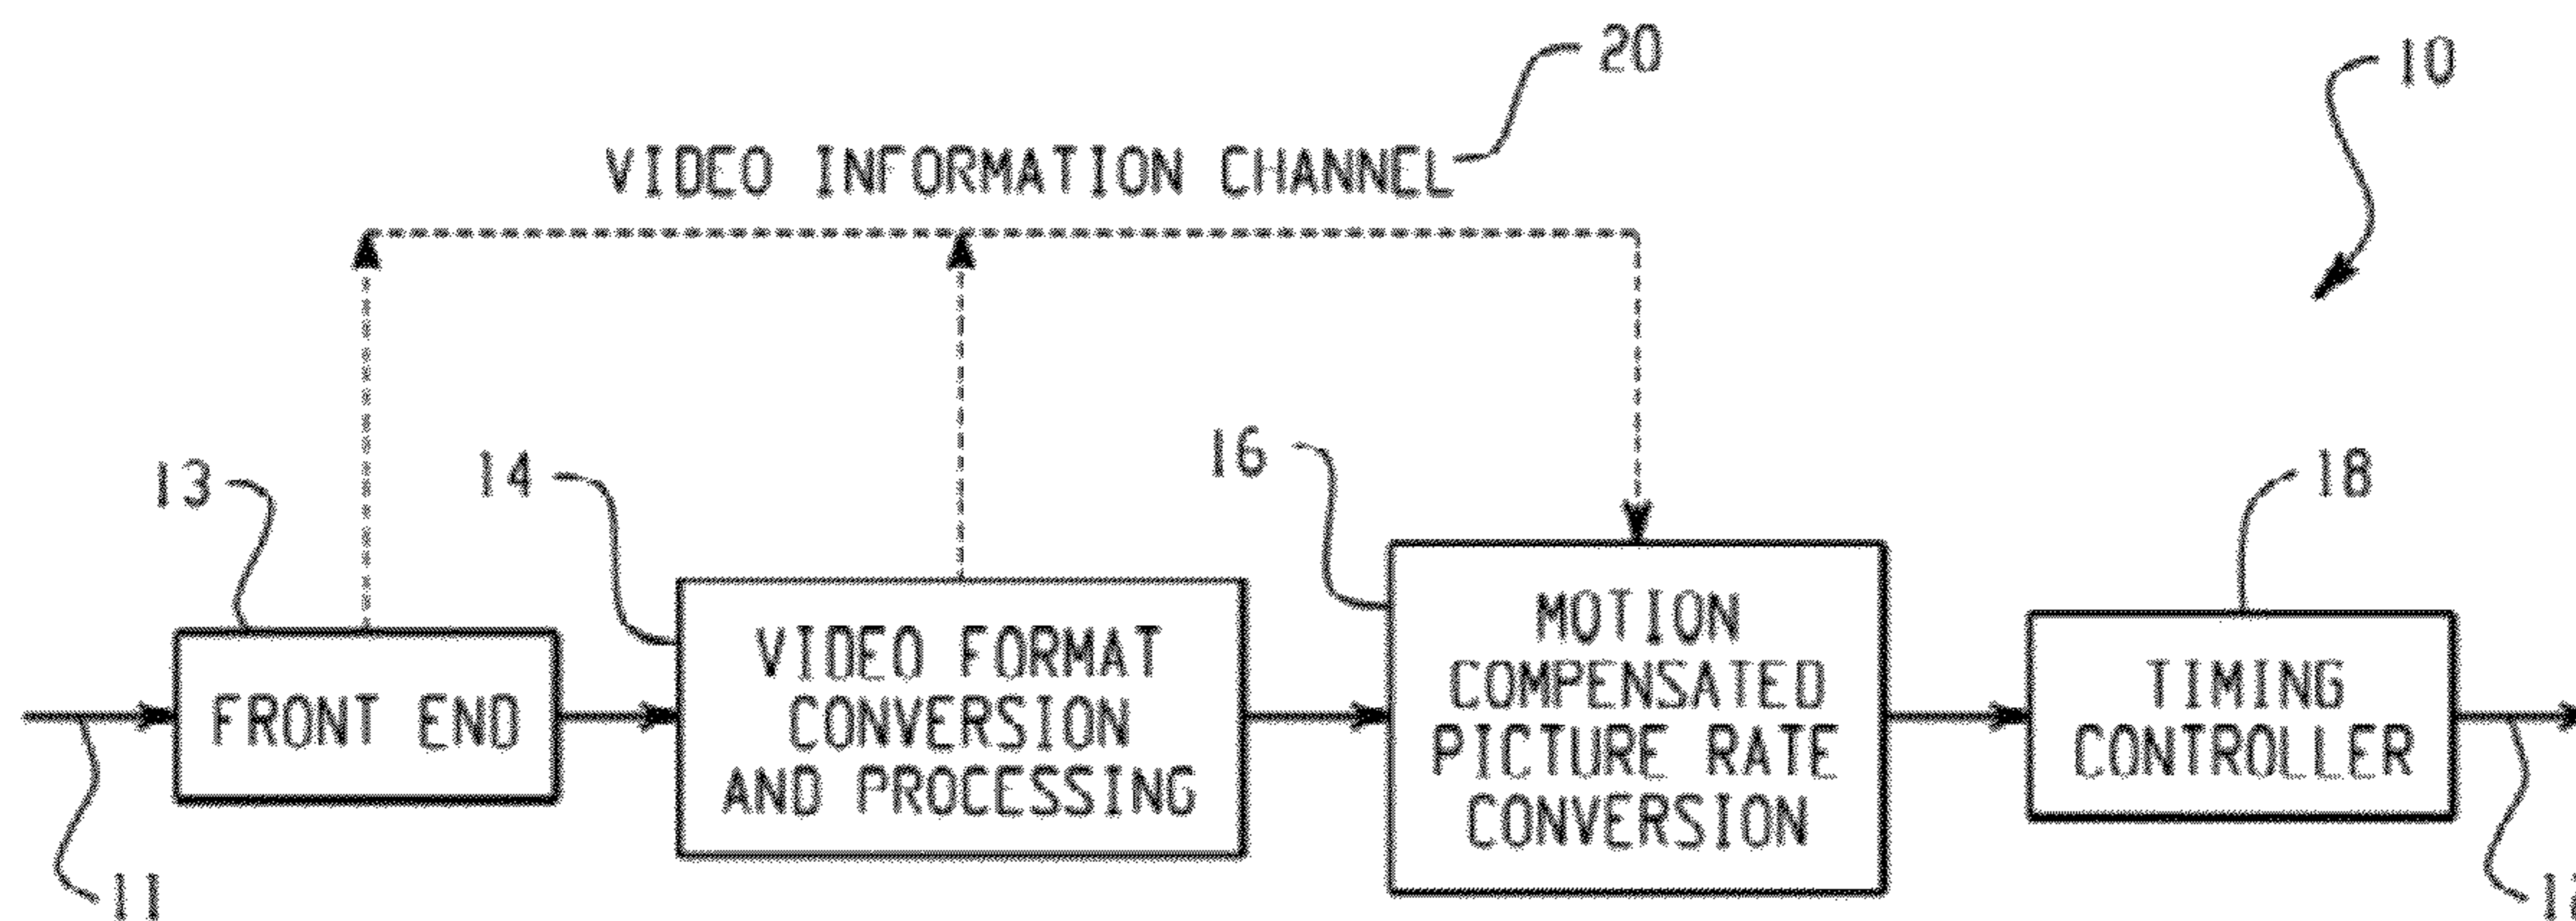 20
10
VIDEO INFORMATION CHANNEL
13
14
16
18
FRONT END
VIDEO FORMAT
CONVERSION
AND PROCESSING
MOTION
COMPENSATED
PICTURE RATE
CONVERSION
TIMING
CONTROLLER
11